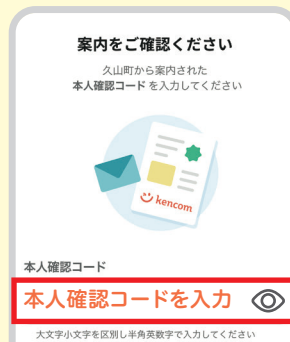 案内をご確認ください
久山町から案内された
本人確認コードを入力してください
kencom
本人確認コード
本人確認コードを入力
大文字小文字を区別し半角英数字で入力してください